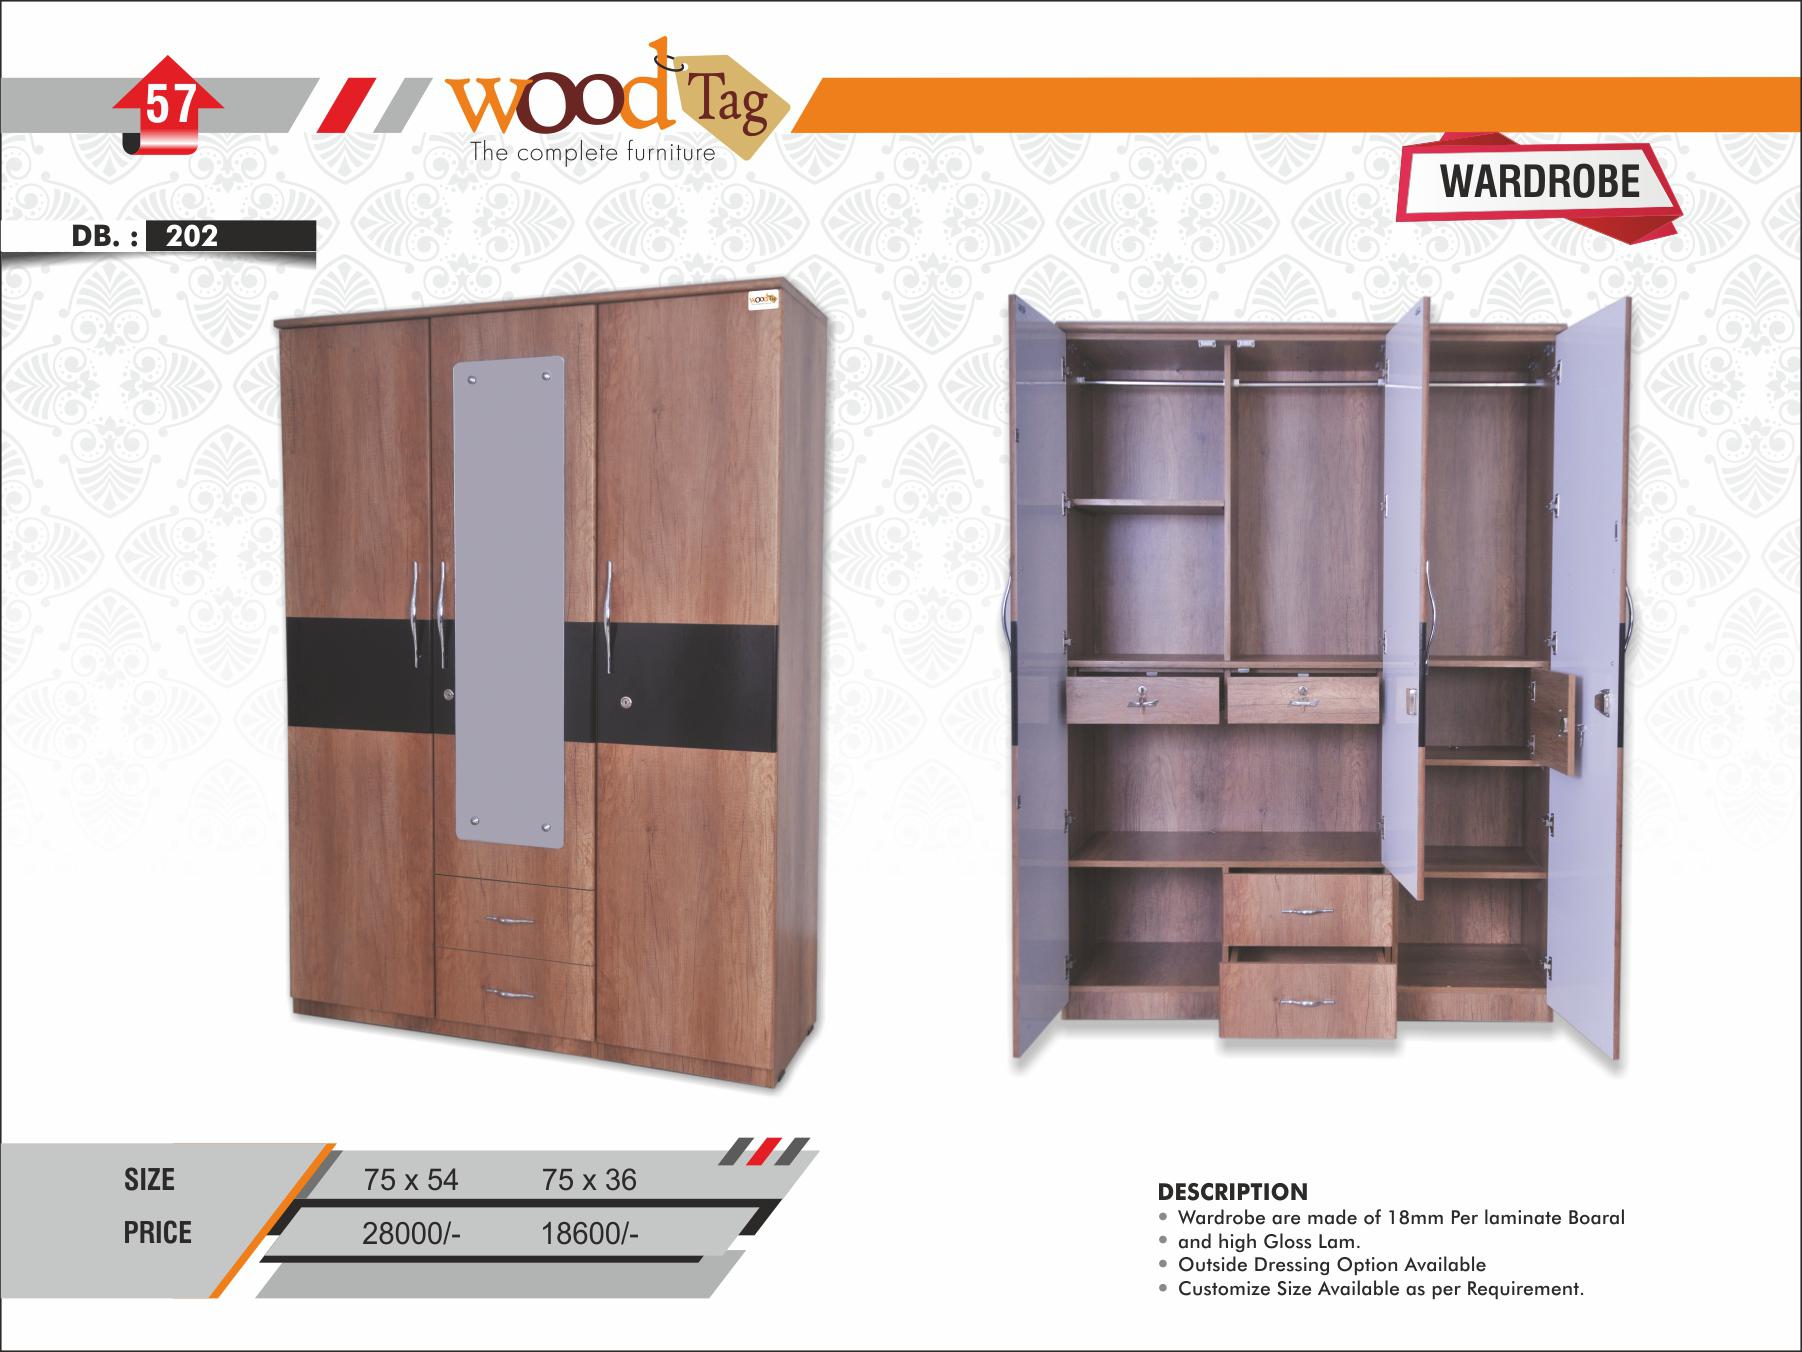 57
wood Tag
The complete furniture
WARDROBE
DB. : 202
wood Tag
SIZE 75 x 54 75 x 36
PRICE 28000/- 18600/-
DESCRIPTION
• Wardrobe are made of 18mm Per laminate Boaral
• and high Gloss Lam.
• Outside Dressing Option Available
• Customize Size Available as per Requirement.